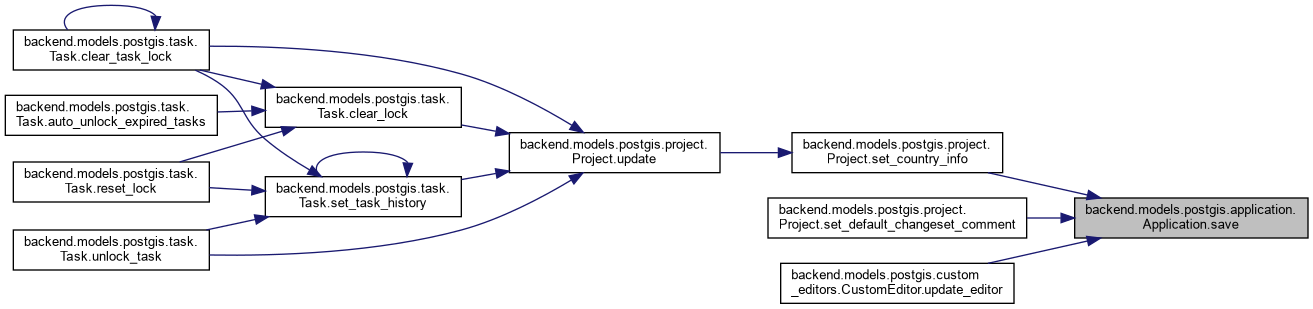 backend.models.postgis.task.
Task.clear_task_lock
backend.models.postgis.task.
Task.auto_unlock_expired_tasks
backend.models.postgis.task.
Task.reset_lock
backend.models.postgis.task.
Task.unlock_task
backend.models.postgis.task.
Task.clear_lock
backend.models.postgis.task.
Task.set_task_history
backend.models.postgis.project.
Project.update
backend.models.postgis.project.
Project.set_country_info
backend.models.postgis.project.
Project.set_default_changeset_comment
backend.models.postgis.custom
_editors.CustomEditor.update_editor
backend.models.postgis.application.
Application.save